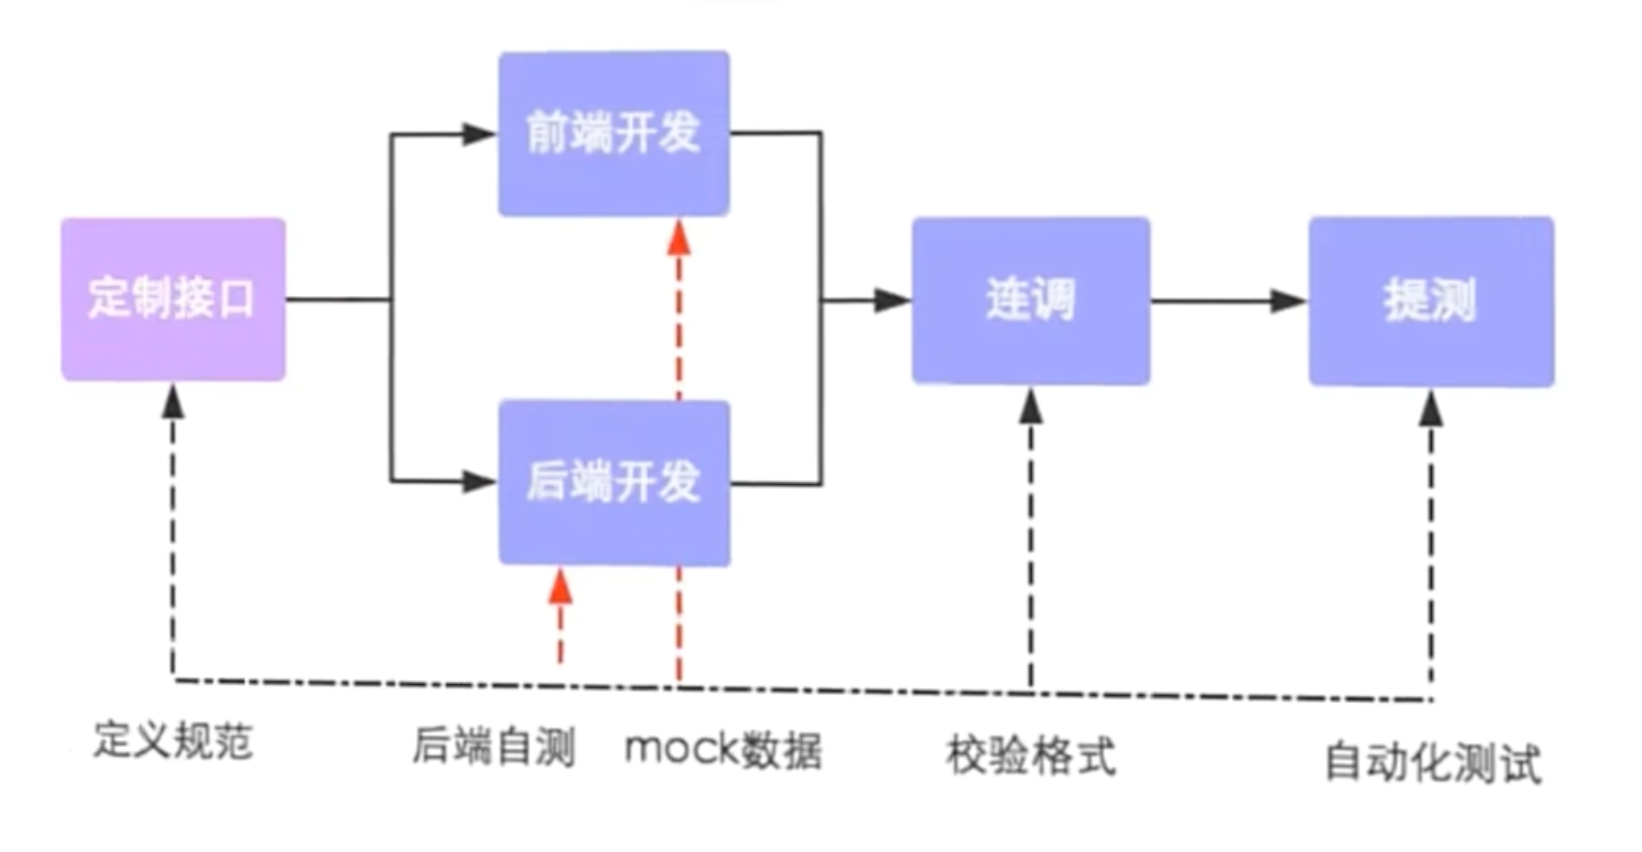 前端开发
定制接口
连调
提测
后端开发
定义规范
后端自测
mock数据
校验格式
自动化测试